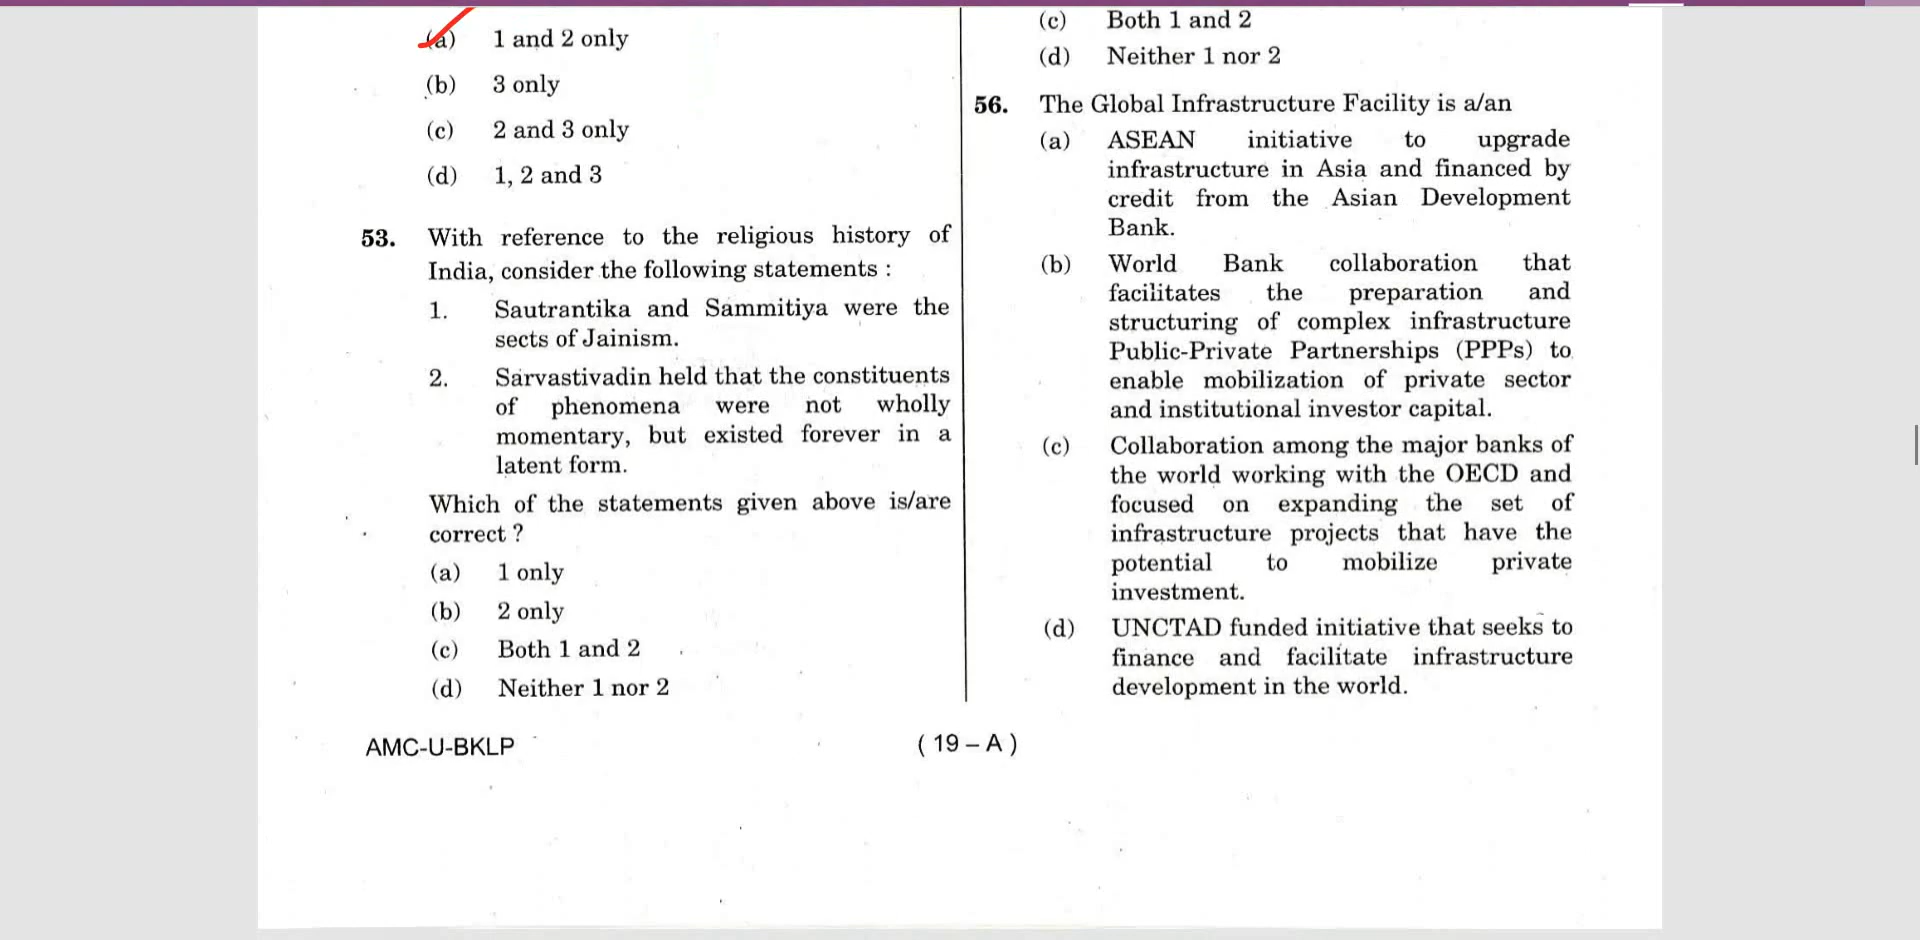 (a) 1 and 2 only
(b) 3 only
(c) 2 and 3 only
(d) 1, 2 and 3
53. With reference to the religious history of
India, consider the following statements :
1. Sautrantika and Sammitiya were the
sects of Jainism.
2. Sarvastivadin held that the constituents
of phenomena were not wholly
momentary, but existed forever in a
latent form.
Which of the statements given above is/are
correct ?
(a) 1 only
(b) 2 only
(c) Both 1 and 2
(d) Neither 1 nor 2
(c) Both 1 and 2
(d) Neither 1 nor 2
56. The Global Infrastructure Facility is a/an
(a) ASEAN initiative to upgrade
infrastructure in Asia and financed by
credit from the Asian Development
Bank.
(b) World Bank collaboration that
facilitates the preparation and
structuring of complex infrastructure
Public-Private Partnerships (PPPs) to
enable mobilization of private sector
and institutional investor capital.
(c) Collaboration among the major banks of
the world working with the OECD and
focused on expanding the set of
infrastructure projects that have the
potential to mobilize private
investment.
(d) UNCTAD funded initiative that seeks to
finance and facilitate infrastructure
development in the world.
AMC-U-BKLP ( 19 – A )